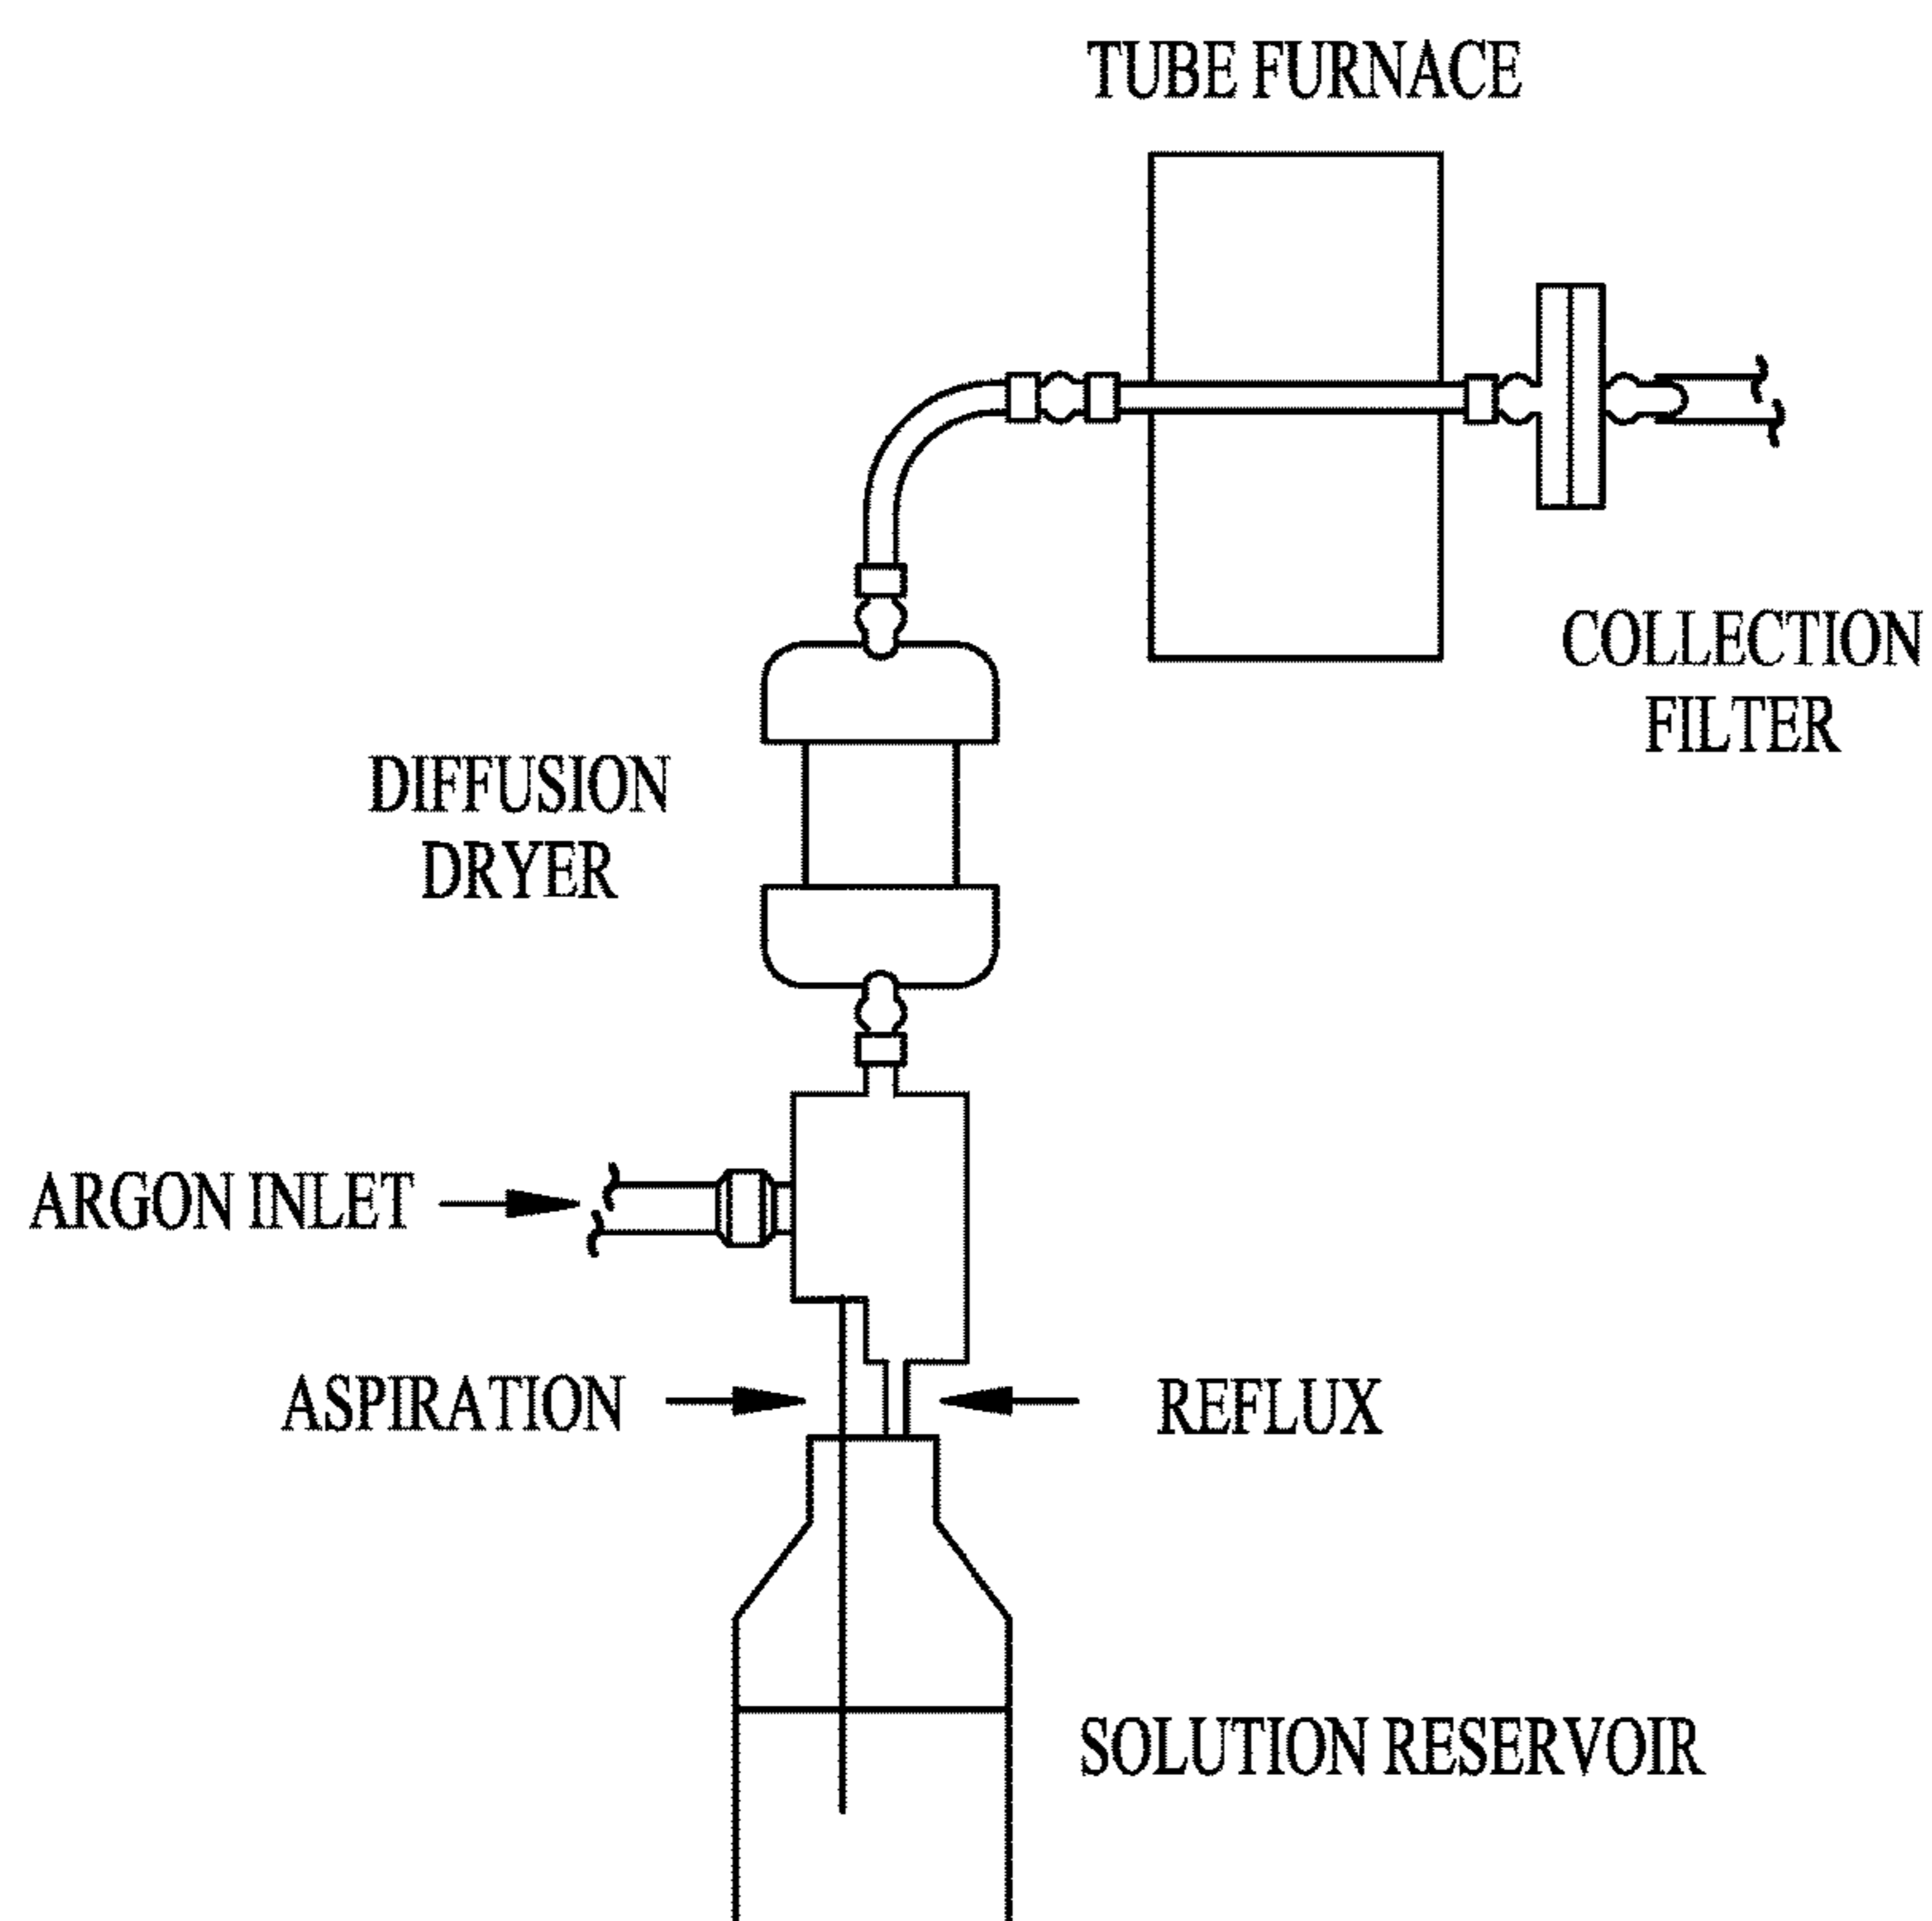 TUBE FURNACE
COLLECTION
FILTER
DIFFUSION
DRYER
ARGON INLET
ASPIRATION
REFLUX
SOLUTION RESERVOIR